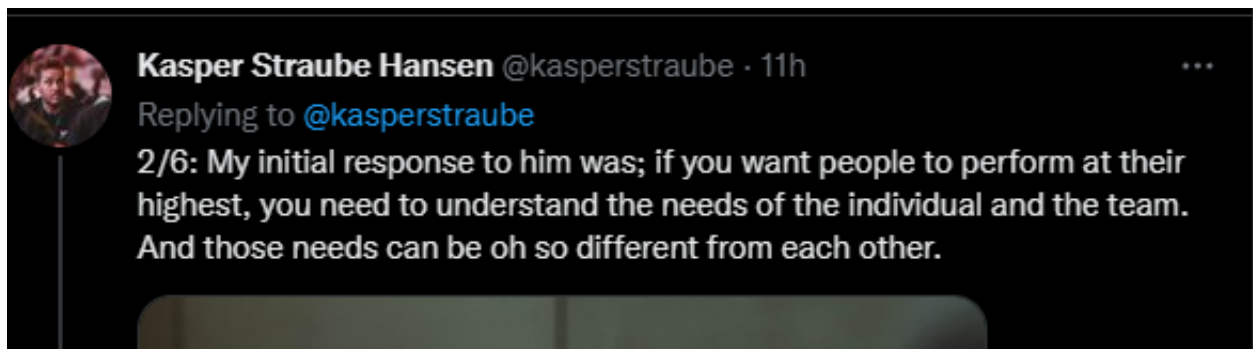 Kasper Straube Hansen @kasperstraube · 11h
Replying to @kasperstraube
2/6: My initial response to him was; if you want people to perform at their
highest, you need to understand the needs of the individual and the team.
And those needs can be oh so different from each other.